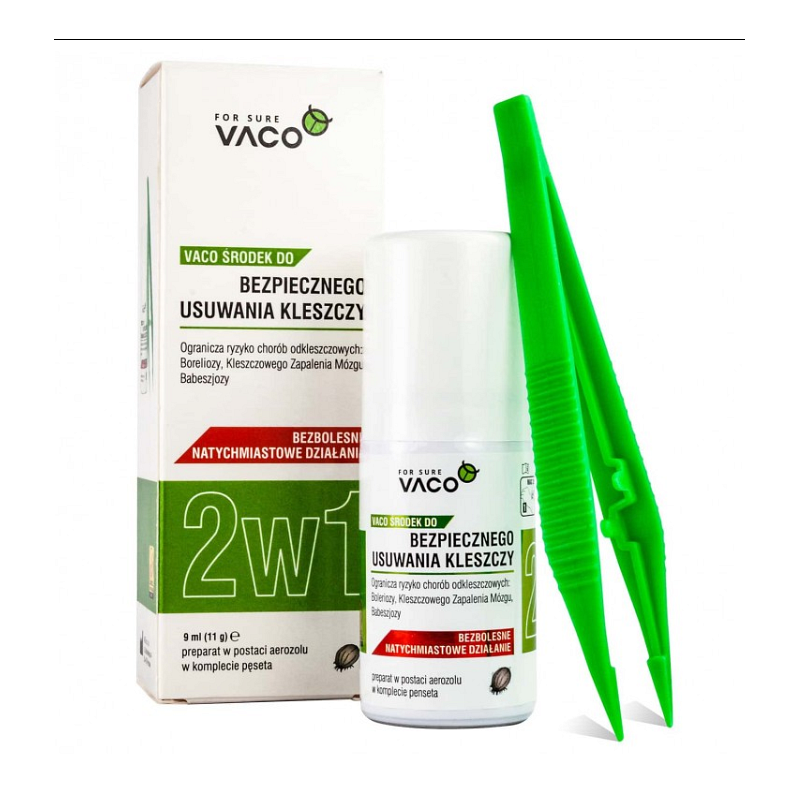 FOR SURE
VACO
VACO ŚRODEK DO
BEZPIECZNEGO
USUWANIA KLESZCZY
Ogranicza ryzyko chorób odkleszczowych:
Boreliozy, Kleszczowego Zapalenia Mózgu,
Babeszjozy
BEZBOLESNE
NATYCHMIASTOWE DZIAŁANIE
2w1
9 ml (11 g) ℮
preparat w postaci aerozolu
w komplecie pęseta
FOR SURE
VACO
VACO ŚRODEK DO
BEZPIECZNEGO
USUWANIA KLESZCZY
Ogranicza ryzyko chorób odkleszczowych:
Boleriozy, Kleszczowego Zapalenia Mózgu,
Babeszjozy
BEZBOLESNE
NATYCHMIASTOWE DZIAŁANIE
preparat w postaci aerozolu
w komplecie penseta
2